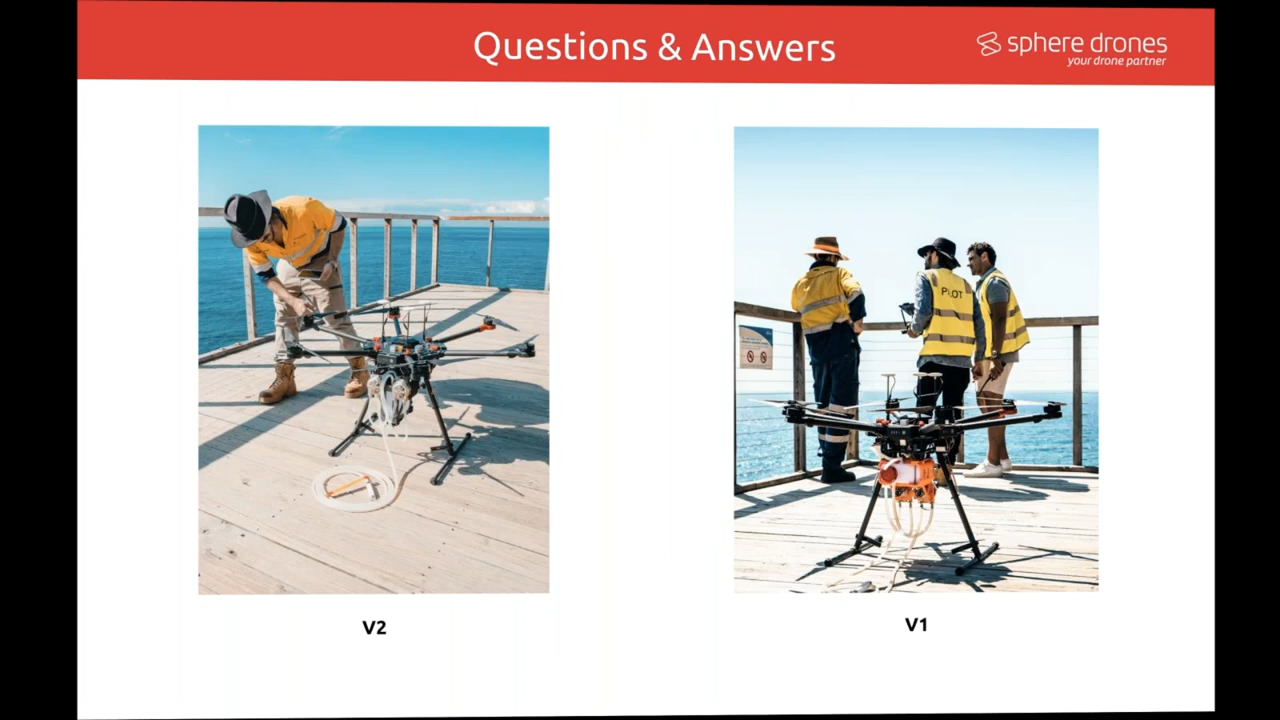 Questions & Answers
sphere drones
your drone partner
PILOT
V2
V1